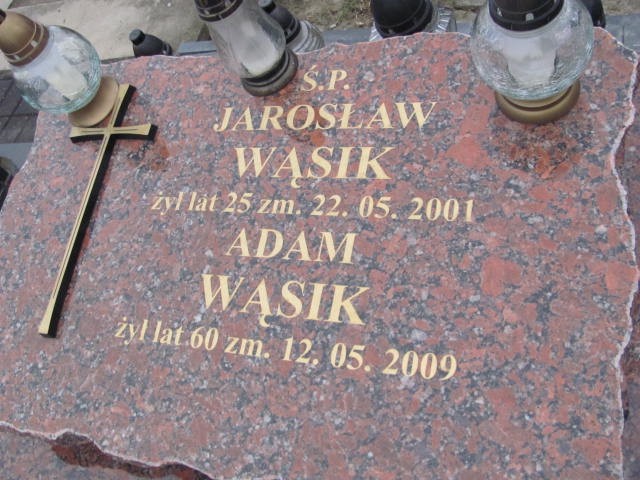 Ś.P.
JAROSŁAW
WĄSIK
żył lat 25 zm. 22. 05. 2001
ADAM
WĄSIK
żył lat 60 zm. 12. 05. 2009